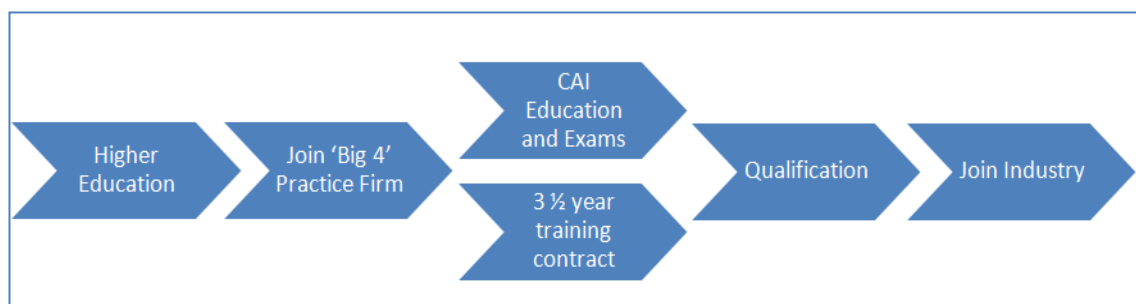 Higher
Education
Join ‘Big 4’
Practice Firm
CAI
Education
and Exams
3 ½ year
training
contract
Qualification
Join Industry